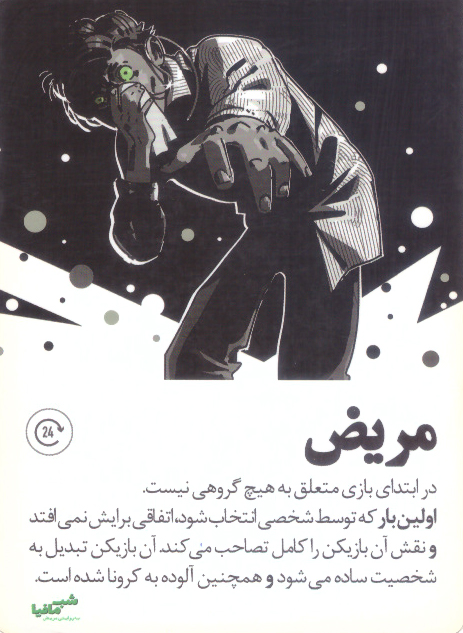 مریض
24
در ابتدای بازی متعلق به هیچ گروهی نیست.
اولین بار که توسط شخصی انتخاب شود، اتفاقی برایش نمی افتد
و نقش آن بازیکن را کامل تصاحب می کند. آن بازیکن تبدیل به
شخصیت ساده می شود و همچنین آلوده به کرونا شده است.
شب
مافیا